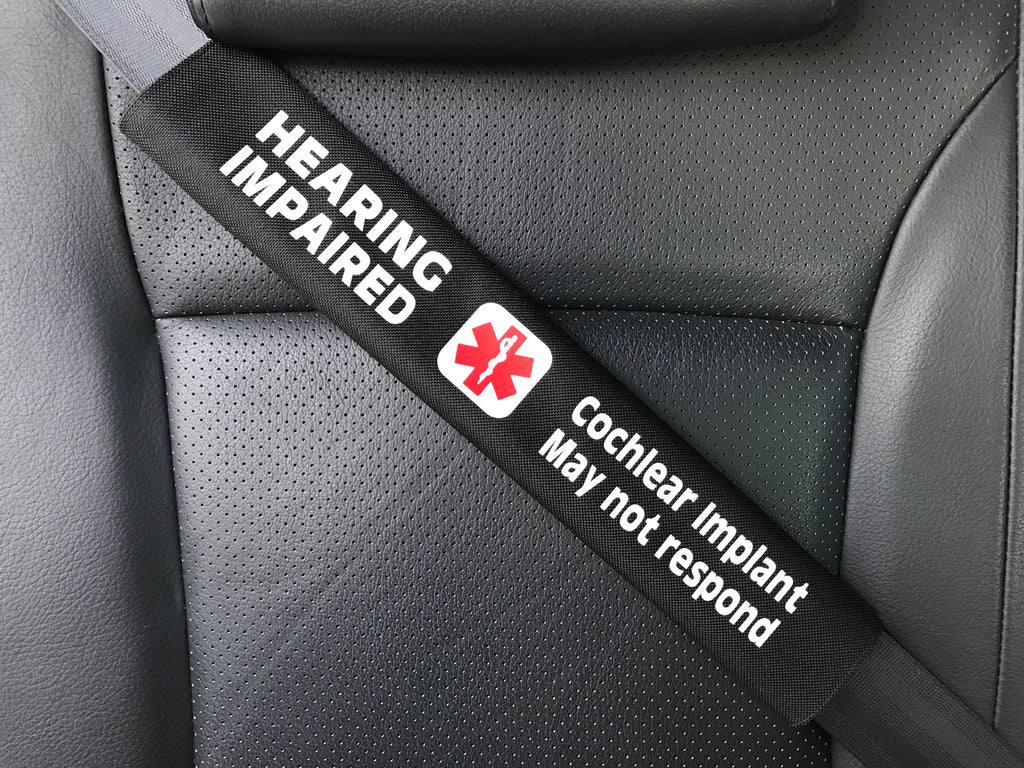 HEARING
IMPAIRED
Cochlear Implant
May not respond